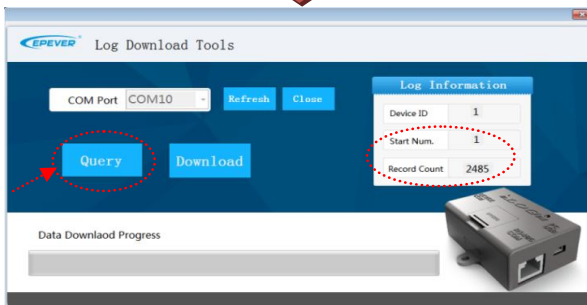 EPEVER
Log Download Tools
COM Port COM10 Refresh Close
Query Download
Log Information
Device ID 1
Start Num. 1
Record Count 2485
Data Downlaod Progress